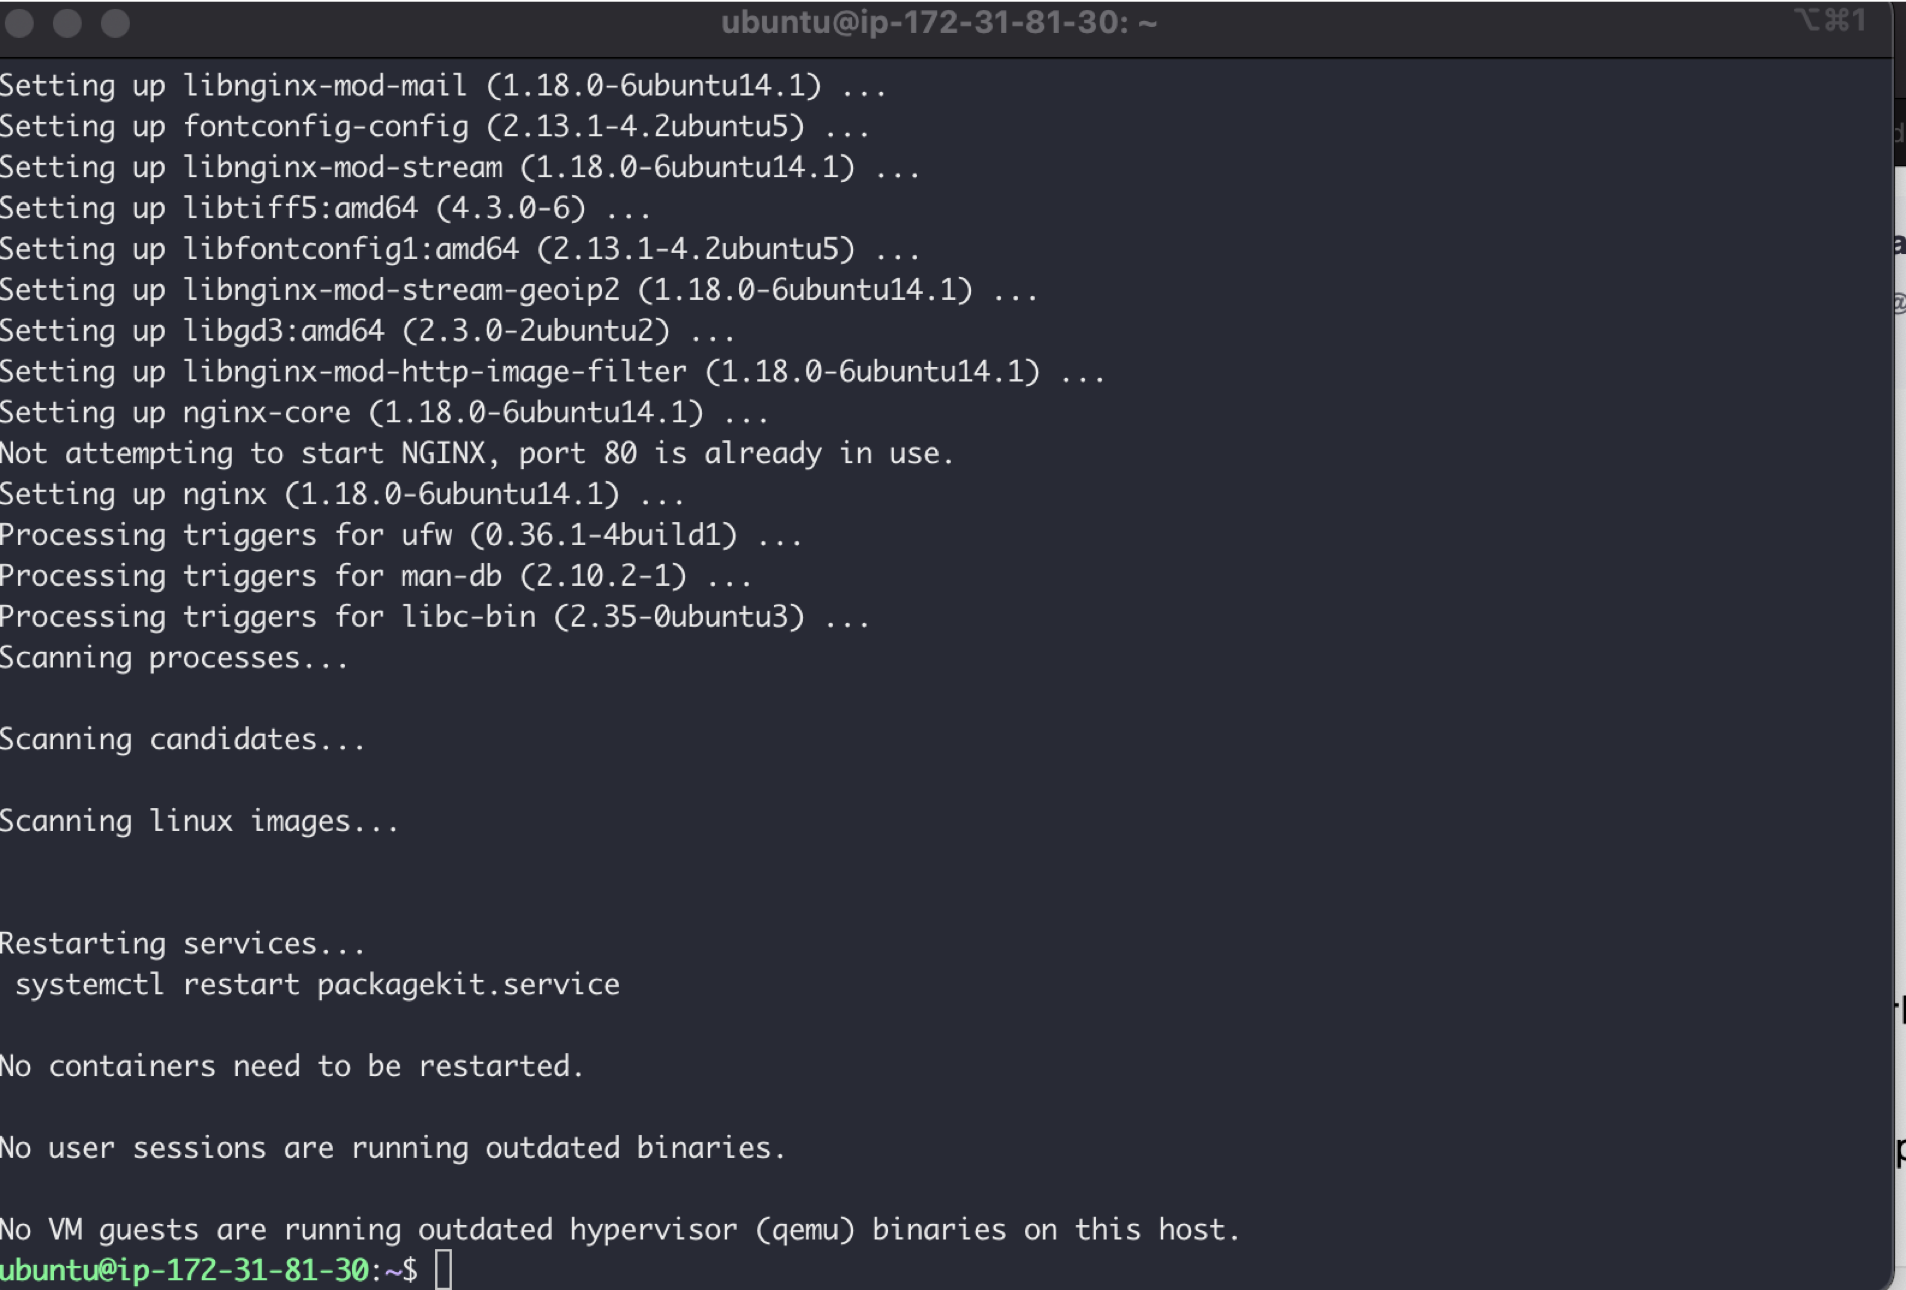 ubuntu@ip-172-31-81-30: ~
⌥⌘1
Setting up libnginx-mod-mail (1.18.0-6ubuntu14.1) ...
Setting up fontconfig-config (2.13.1-4.2ubuntu5) ...
Setting up libnginx-mod-stream (1.18.0-6ubuntu14.1) ...
Setting up libtiff5:amd64 (4.3.0-6) ...
Setting up libfontconfig1:amd64 (2.13.1-4.2ubuntu5) ...
Setting up libnginx-mod-stream-geoip2 (1.18.0-6ubuntu14.1) ...
Setting up libgd3:amd64 (2.3.0-2ubuntu2) ...
Setting up libnginx-mod-http-image-filter (1.18.0-6ubuntu14.1) ...
Setting up nginx-core (1.18.0-6ubuntu14.1) ...
Not attempting to start NGINX, port 80 is already in use.
Setting up nginx (1.18.0-6ubuntu14.1) ...
Processing triggers for ufw (0.36.1-4build1) ...
Processing triggers for man-db (2.10.2-1) ...
Processing triggers for libc-bin (2.35-0ubuntu3) ...
Scanning processes...
Scanning candidates...
Scanning linux images...
Restarting services...
systemctl restart packagekit.service
No containers need to be restarted.
No user sessions are running outdated binaries.
No VM guests are running outdated hypervisor (qemu) binaries on this host.
ubuntu@ip-172-31-81-30:~$